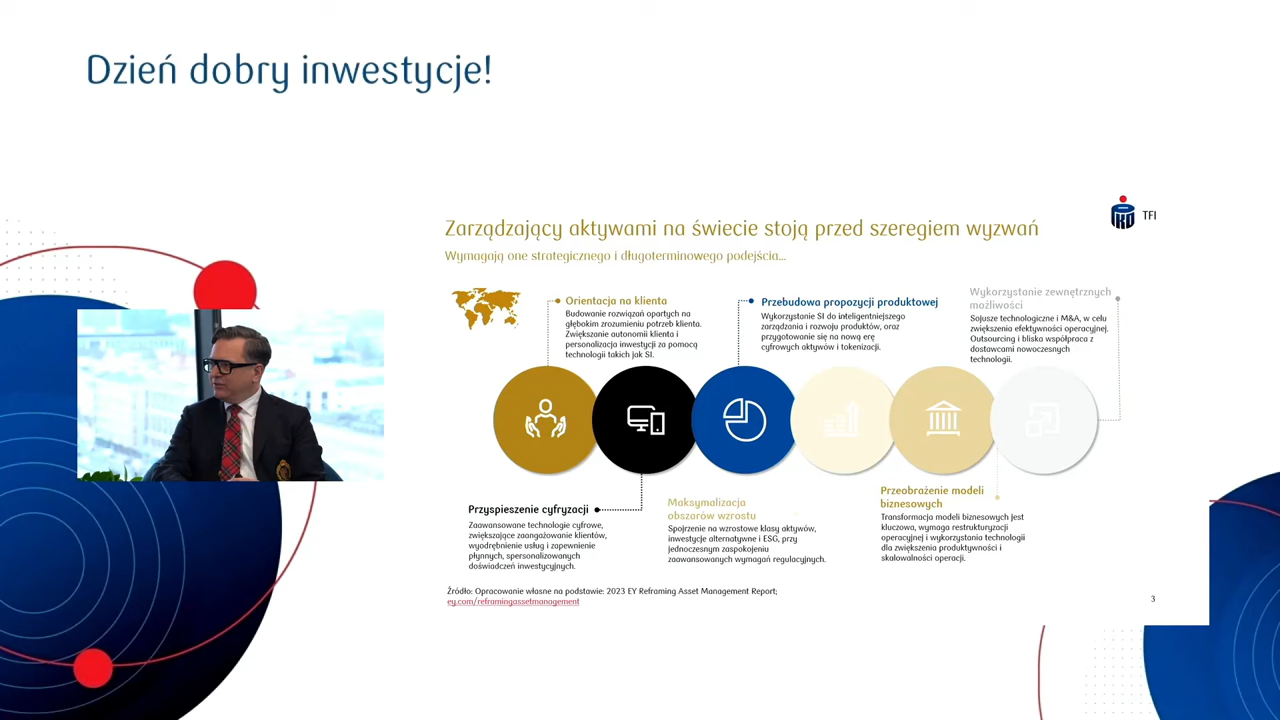 Dzień dobry inwestycje!
TFI
Zarządzający aktywami na świecie stoją przed szeregiem wyzwań
Wymagają one strategicznego i długoterminowego podejścia...
Orientacja na klienta
Budowanie rozwiązań opartych na
głębokim zrozumieniu potrzeb klienta.
Zwiększanie autonomii klienta i
personalizacja inwestycji za pomocą
technologii takich jak SI.
Przebudowa propozycji produktowej
Wykorzystanie SI do inteligentniejszego
zarządzania i rozwoju produktów, oraz
przygotowanie się na nową erę
cyfrowych aktywów i tokenizacji.
Wykorzystanie zewnętrznych
możliwości
Sojusze technologiczne i M&A, w celu
zwiększenia efektywności operacyjnej.
Outsourcing i bliska współpraca z
dostawcami nowoczesnych
technologii.
Przyspieszenie cyfryzacji
Zaawansowane technologie cyfrowe,
zwiększające zaangażowanie klientów,
wyodrębnienie usług i zapewnienie
płynnych, spersonalizowanych
doświadczeń inwestycyjnych.
Maksymalizacja
obszarów wzrostu
Spojrzenie na wzrostowe klasy aktywów,
inwestycje alternatywne i ESG, przy
jednoczesnym zaspokojeniu
zaawansowanych wymagań regulacyjnych.
Przeobrażenie modeli
biznesowych
Transformacja modeli biznesowych jest
kluczowa, wymaga restrukturyzacji
operacyjnej i wykorzystania technologii
dla zwiększenia produktywności i
skalowalności operacji.
Źródło: Opracowanie własne na podstawie: 2023 EY Reframing Asset Management Report;
ey.com/reframingassetmanagement
3